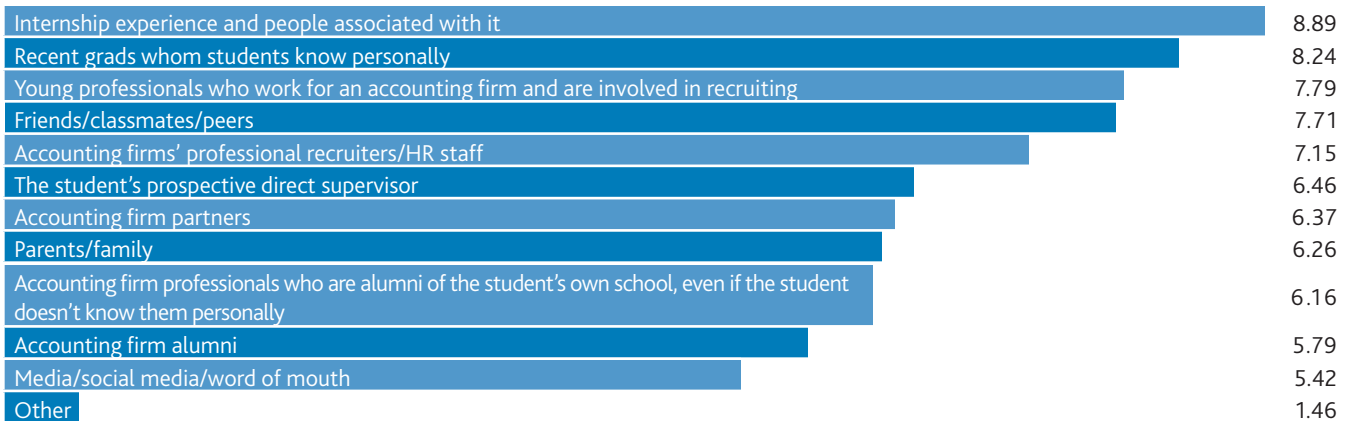 Internship experience and people associated with it 8.89
Recent grads whom students know personally 8.24
Young professionals who work for an accounting firm and are involved in recruiting 7.79
Friends/classmates/peers 7.71
Accounting firms’ professional recruiters/HR staff 7.15
The student’s prospective direct supervisor 6.46
Accounting firm partners 6.37
Parents/family 6.26
Accounting firm professionals who are alumni of the student’s own school, even if the student
doesn’t know them personally 6.16
Accounting firm alumni 5.79
Media/social media/word of mouth 5.42
Other 1.46